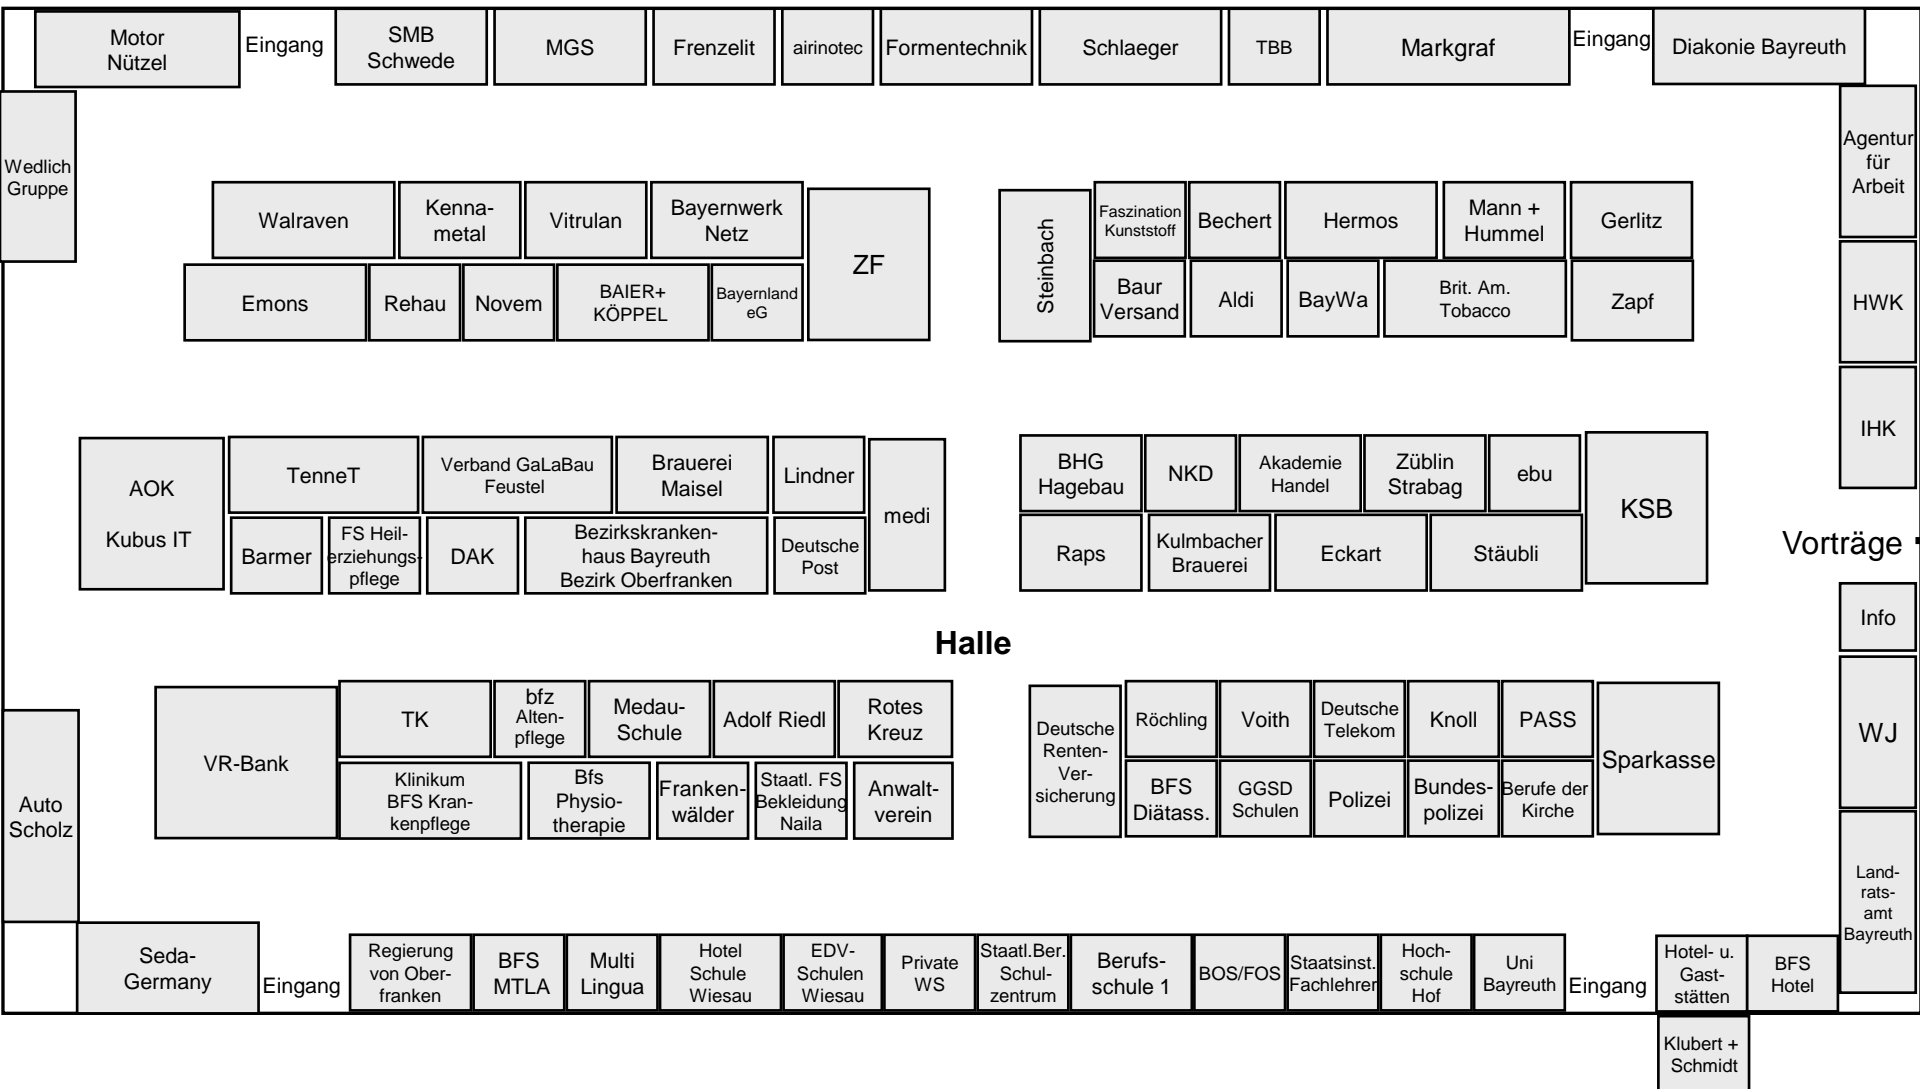 Motor
Nützel
Eingang
SMB
Schwede
MGS
Frenzelit
airinotec
Formentechnik
Schlaeger
TBB
Markgraf
Eingang
Diakonie Bayreuth
Wedlich
Gruppe
Agentur
für
Arbeit
Walraven
Kenna-
metal
Vitrulan
Bayernwerk
Netz
ZF
Emons
Rehau
Novem
BAIER+
KÖPPEL
Bayernland
eG
Steinbach
Faszination
Kunststoff
Bechert
Hermos
Mann +
Hummel
Gerlitz
Baur
Versand
Aldi
BayWa
Brit. Am.
Tobacco
Zapf
HWK
IHK
AOK
Kubus IT
TenneT
Verband GaLaBau
Feustel
Brauerei
Maisel
Lindner
medi
Barmer
FS Heil-
erziehungs-
pflege
DAK
Bezirkskranken-
haus Bayreuth
Bezirk Oberfranken
Deutsche
Post
BHG
Hagebau
NKD
Akademie
Handel
Züblin
Strabag
ebu
KSB
Raps
Kulmbacher
Brauerei
Eckart
Stäubli
Vorträge
Info
Halle
VR-Bank
TK
bfz
Alten-
pflege
Medau-
Schule
Adolf Riedl
Rotes
Kreuz
Klinikum
BFS Kran-
kenpflege
Bfs
Physio-
therapie
Franken-
wälder
Staatl. FS
Bekleidung
Naila
Anwalt-
verein
Deutsche
Renten-
Ver-
sicherung
Röchling
Voith
Deutsche
Telekom
Knoll
PASS
Sparkasse
BFS
Diätass.
GGSD
Schulen
Polizei
Bundes-
polizei
Berufe der
Kirche
WJ
Auto
Scholz
Land-
rats-
amt
Bayreuth
Seda-
Germany
Eingang
Regierung
von Ober-
franken
BFS
MTLA
Multi
Lingua
Hotel
Schule
Wiesau
EDV-
Schulen
Wiesau
Private
WS
Staatl.Ber.
Schul-
zentrum
Berufs-
schule 1
BOS/FOS
Staatsinst.
Fachlehrer
Hoch-
schule
Hof
Uni
Bayreuth
Eingang
Hotel- u.
Gast-
stätten
BFS
Hotel
Klubert +
Schmidt